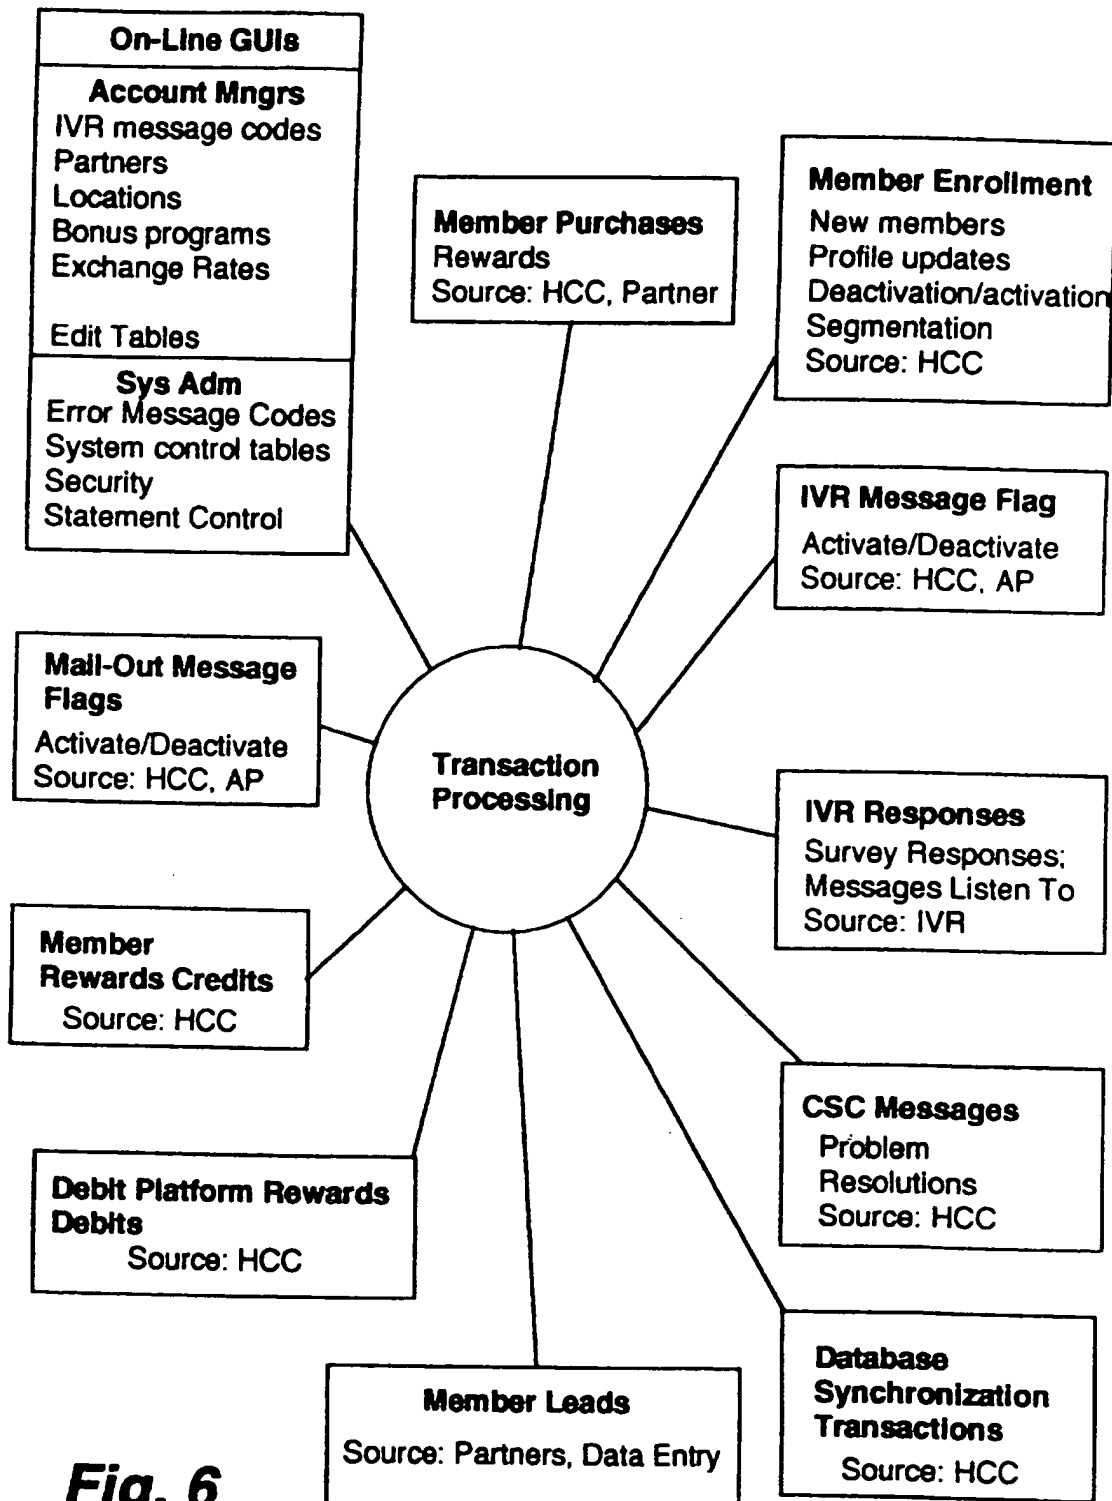 On-Line GUIs
Account Mngrs
IVR message codes
Partners
Locations
Bonus programs
Exchange Rates
Edit Tables
Sys Adm
Error Message Codes
System control tables
Security
Statement Control
Member Purchases
Rewards
Source: HCC, Partner
Member Enrollment
New members
Profile updates
Deactivation/activation
Segmentation
Source: HCC
IVR Message Flag
Activate/Deactivate
Source: HCC, AP
Mail-Out Message
Flags
Activate/Deactivate
Source: HCC, AP
Transaction
Processing
IVR Responses
Survey Responses;
Messages Listen To
Source: IVR
Member
Rewards Credits
Source: HCC
CSC Messages
Problem
Resolutions
Source: HCC
Debit Platform Rewards
Debits
Source: HCC
Database
Synchronization
Transactions
Source: HCC
Member Leads
Source: Partners, Data Entry
Fig. 6